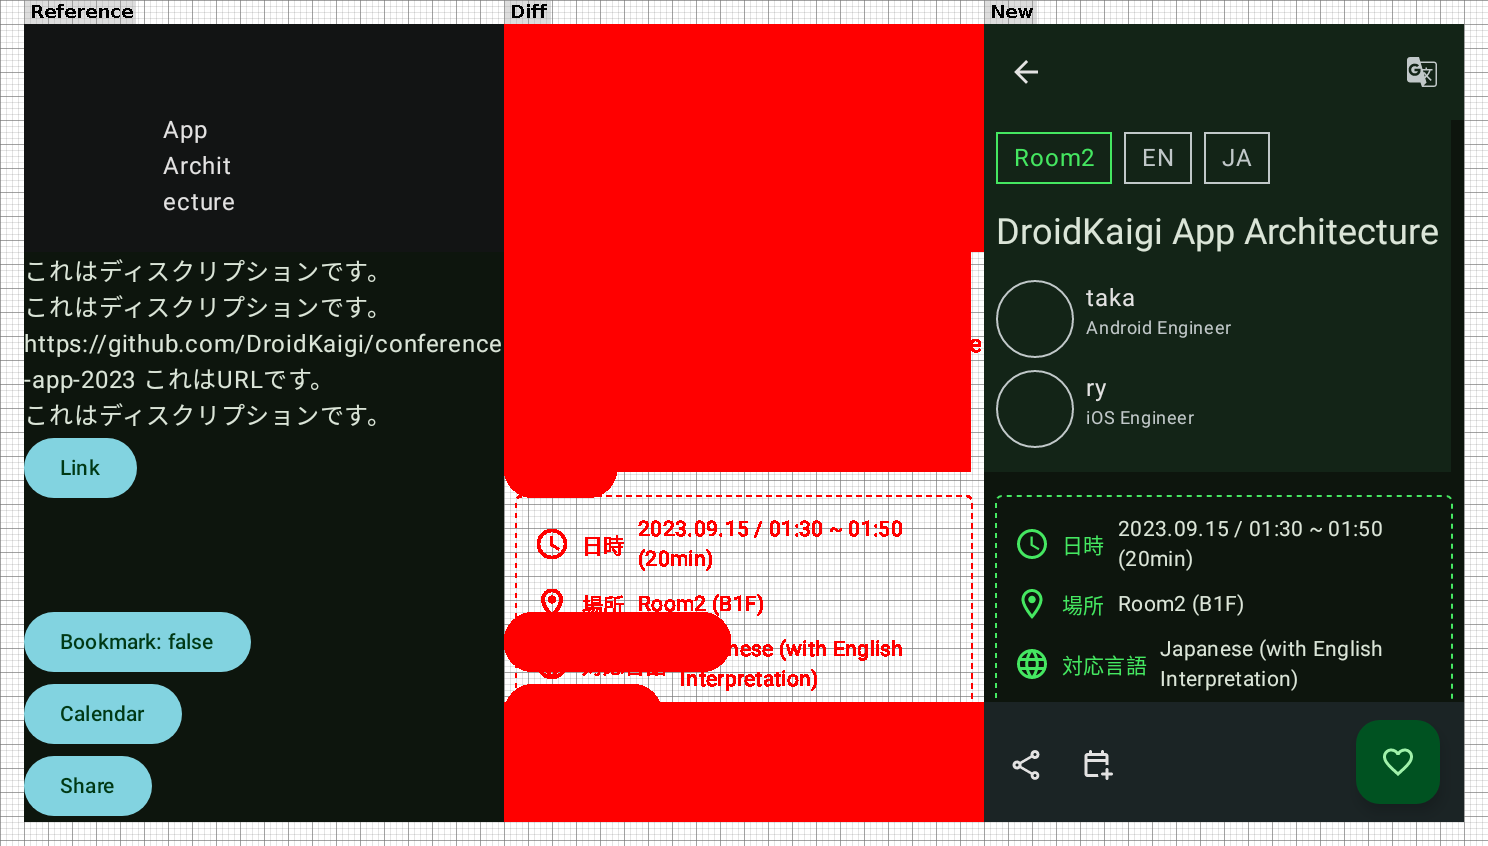 Reference
App
Archit
ecture
これはディスクリプションです。
これはディスクリプションです。
https://github.com/DroidKaigi/conference
-app-2023 これはURLです。
これはディスクリプションです。
Link
Bookmark: false
Calendar
Share
Diff
e
日時
2023.09.15 / 01:30 ~ 01:50
(20min)
場所
Room2 (B1F)
nese (with English
Interpretation)
New
Room2
EN
JA
DroidKaigi App Architecture
taka
Android Engineer
ry
iOS Engineer
日時
2023.09.15 / 01:30 ~ 01:50
(20min)
場所
Room2 (B1F)
対応言語
Japanese (with English
Interpretation)